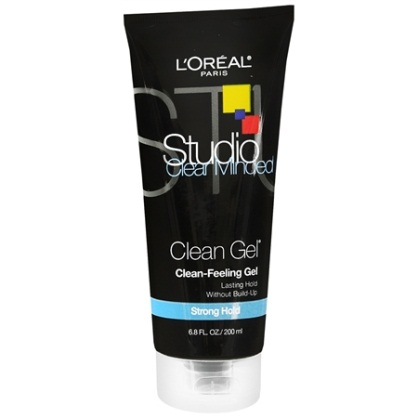 L'ORÉAL
PARIS
STU
Studio
Clear Minded
Clean Gel
Clean-Feeling Gel
Lasting Hold
Without Build-Up
Strong Hold
6.8 FL. OZ./200 ml